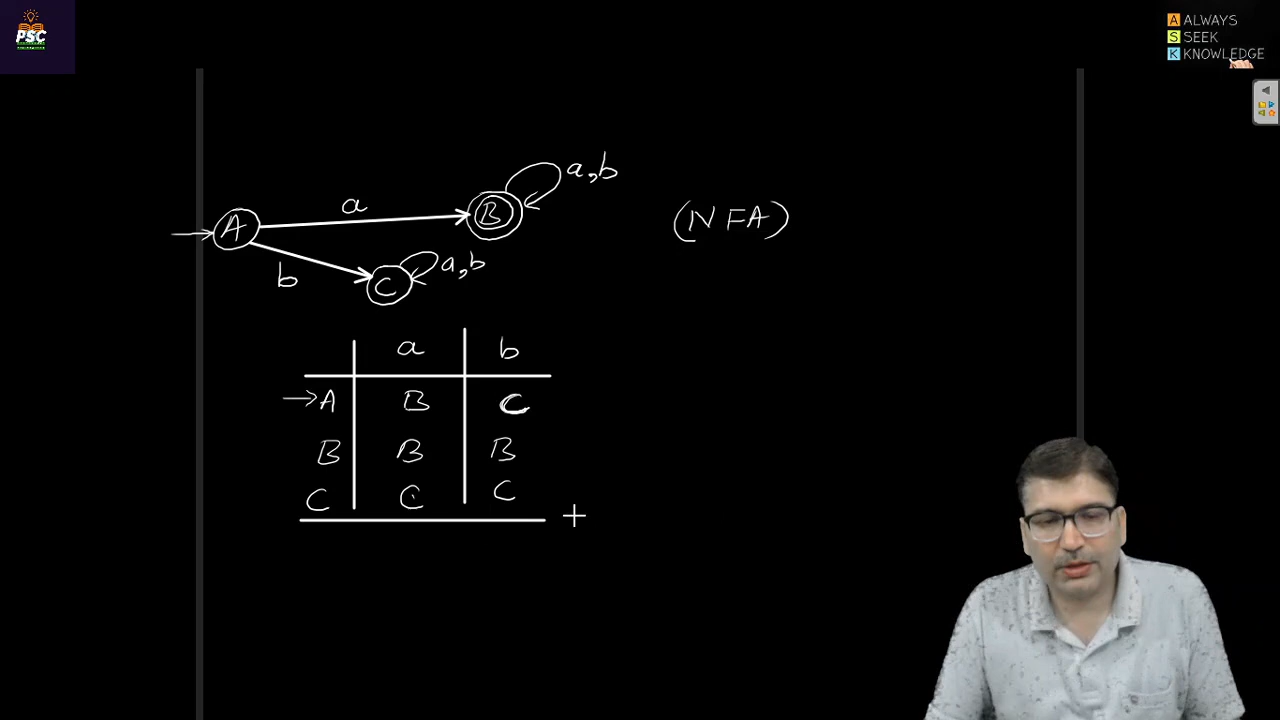 PSC
A ALWAYS
S SEEK
K KNOWLEDGE
a,b
a
B
(NFA)
A
b
C
a,b
a b
→A B C
B B B
C C C